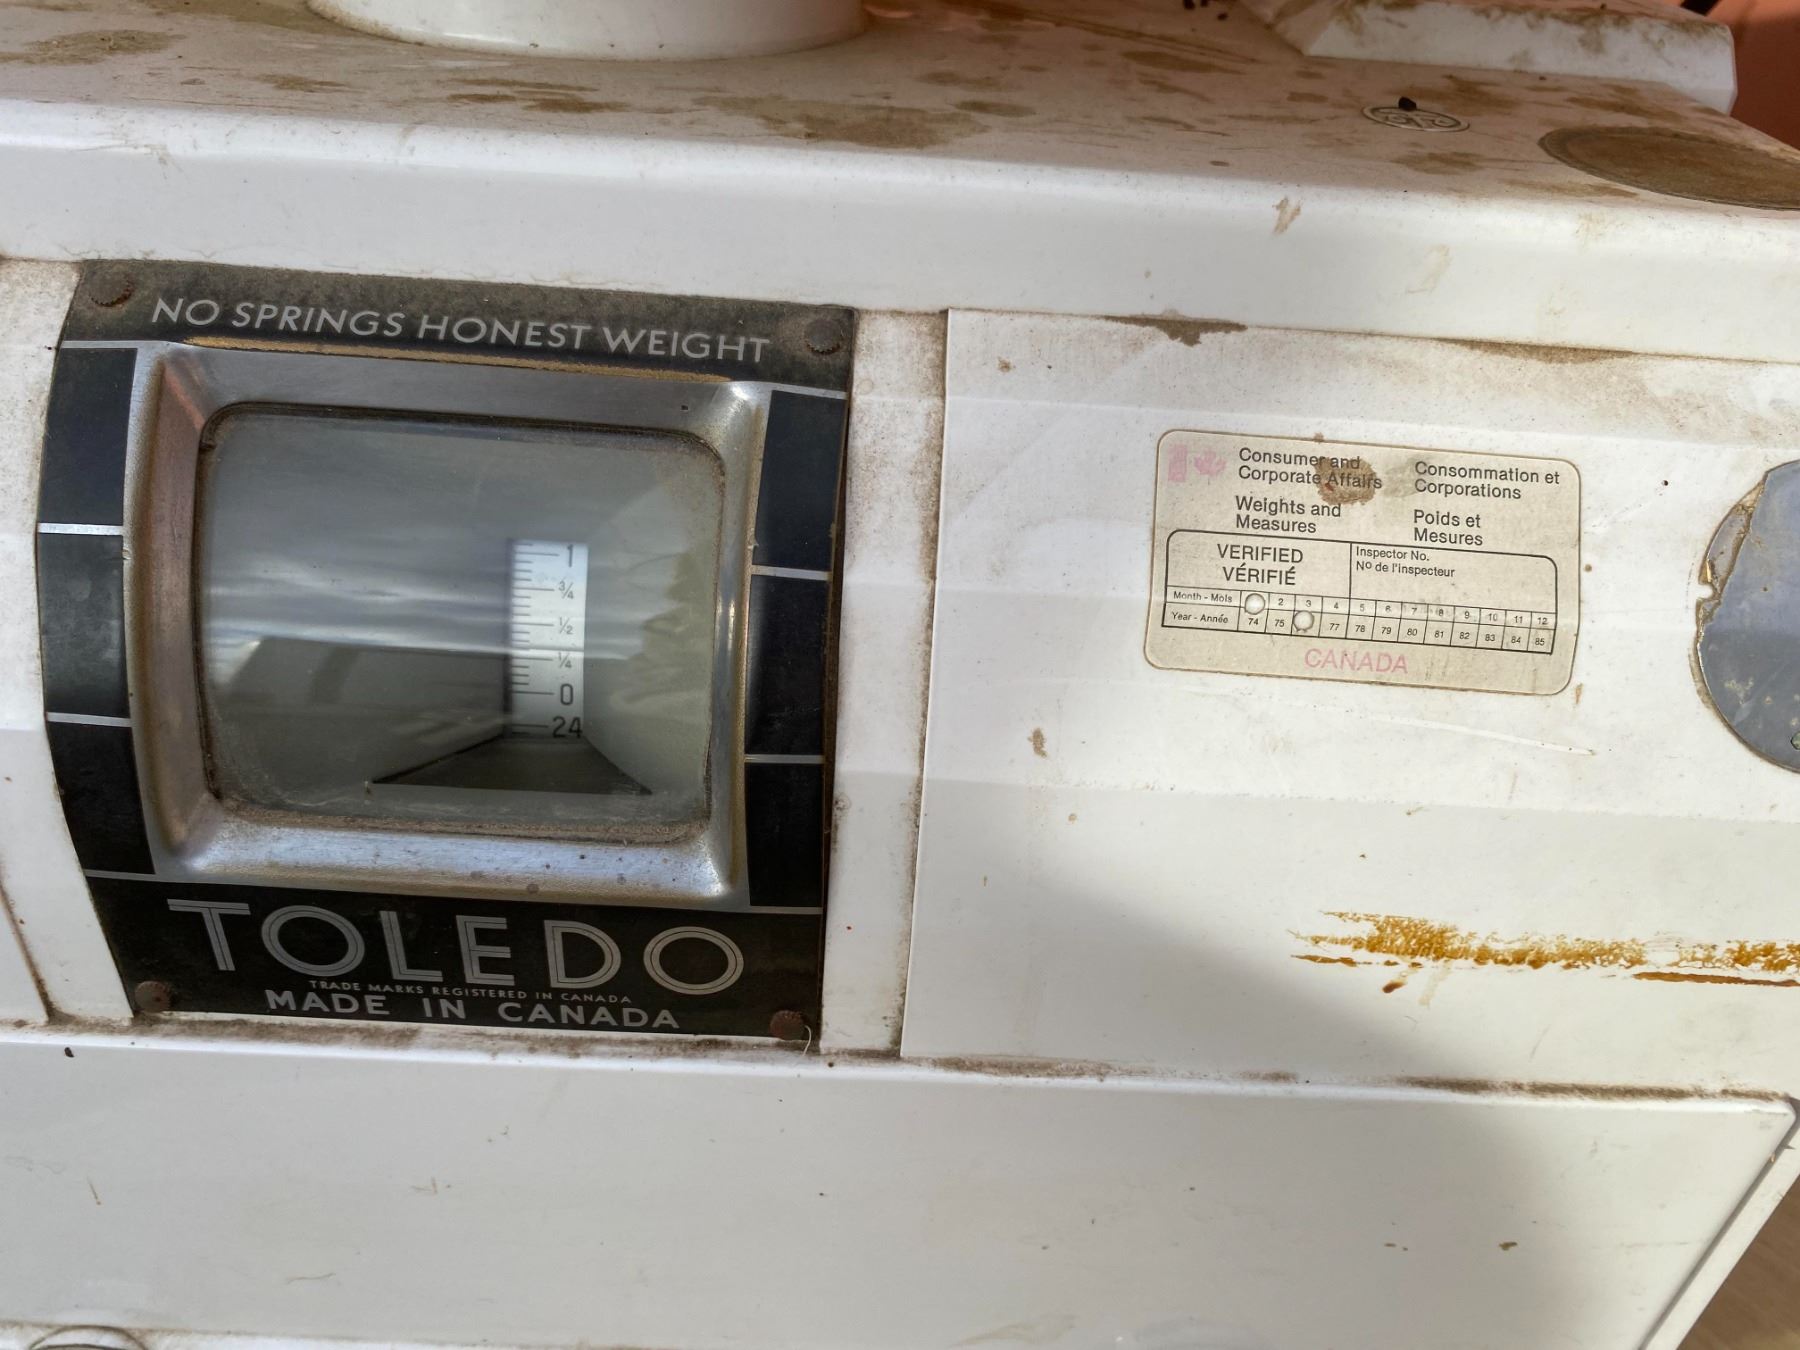 NO SPRINGS HONEST WEIGHT
1
¾
½
¼
0
24
TOLEDO
TRADE MARKS REGISTERED IN CANADA
MADE IN CANADA
Consumer and
Corporate Affairs
Consommation et
Corporations
Weights and
Measures
Poids et
Mesures
VERIFIED
VÉRIFIÉ
Inspector No.
Nº de l'inspecteur
Month - Mois 2 3 4 5 6 7 8 9 10 11 12
Year - Année 74 75 77 78 79 80 81 82 83 84 85
CANADA